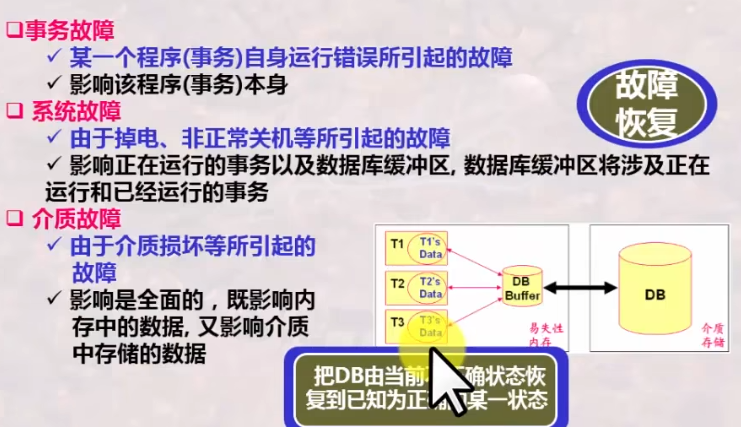 ❑事务故障
✓ 某一个程序(事务)自身运行错误所引起的故障
✓ 影响该程序(事务)本身
❑ 系统故障
✓ 由于掉电、非正常关机等所引起的故障
✓ 影响正在运行的事务以及数据库缓冲区, 数据库缓冲区将涉及正在
运行和已经运行的事务
❑ 介质故障
✓ 由于介质损坏等所引起的
故障
✓ 影响是全面的，既影响内
存中的数据, 又影响介质
中存储的数据
故障
恢复
T1
T1's
Data
T2
T2's
Data
T3
T3's
Data
DB
Buffer
易失性
内存
DB
介质
存储
把DB由当前 确状态恢
复到已知为正 某一状态